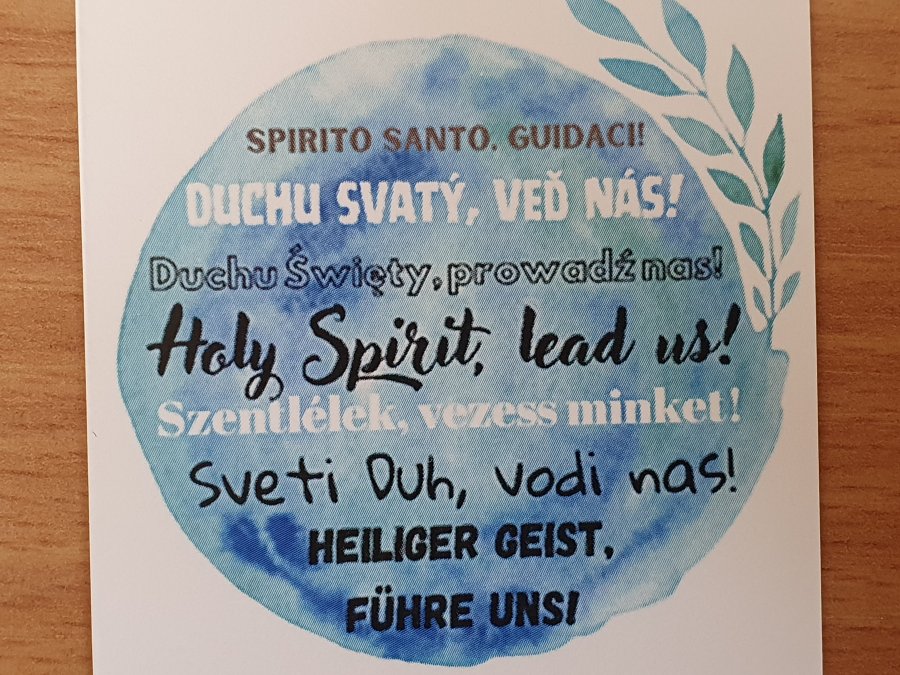 SPIRITO SANTO. GUIDACI!
DUCHU SVATÝ, VEĎ NÁS!
Duchu Święty, prowadź nas!
Holy Spirit, lead us!
Szentlélek, vezess minket!
Sveti Duh, vodi nas!
HEILIGER GEIST,
FÜHRE UNS!